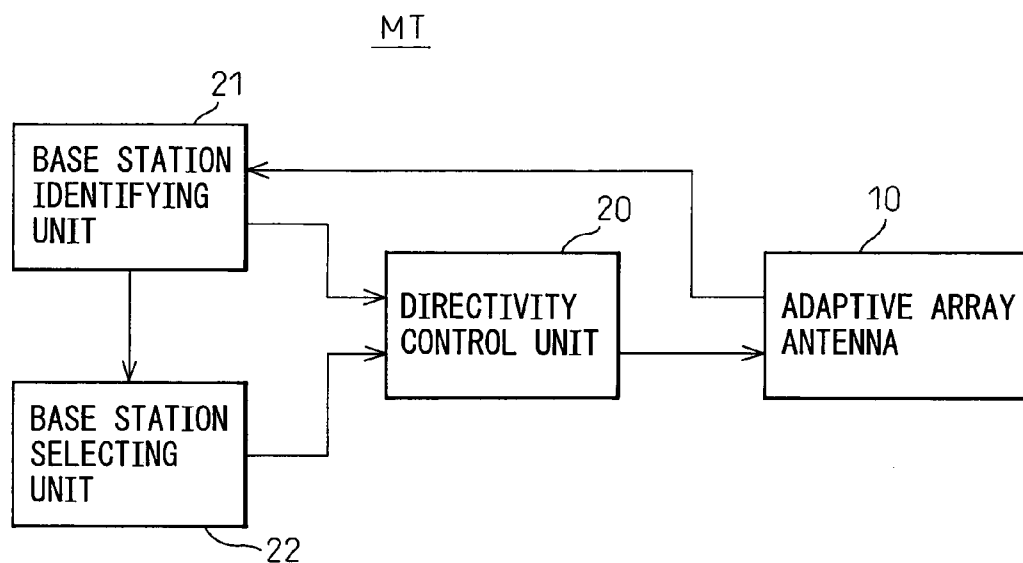 MT
21
BASE STATION
IDENTIFYING
UNIT
20
DIRECTIVITY
CONTROL UNIT
10
ADAPTIVE ARRAY
ANTENNA
BASE STATION
SELECTING
UNIT
22